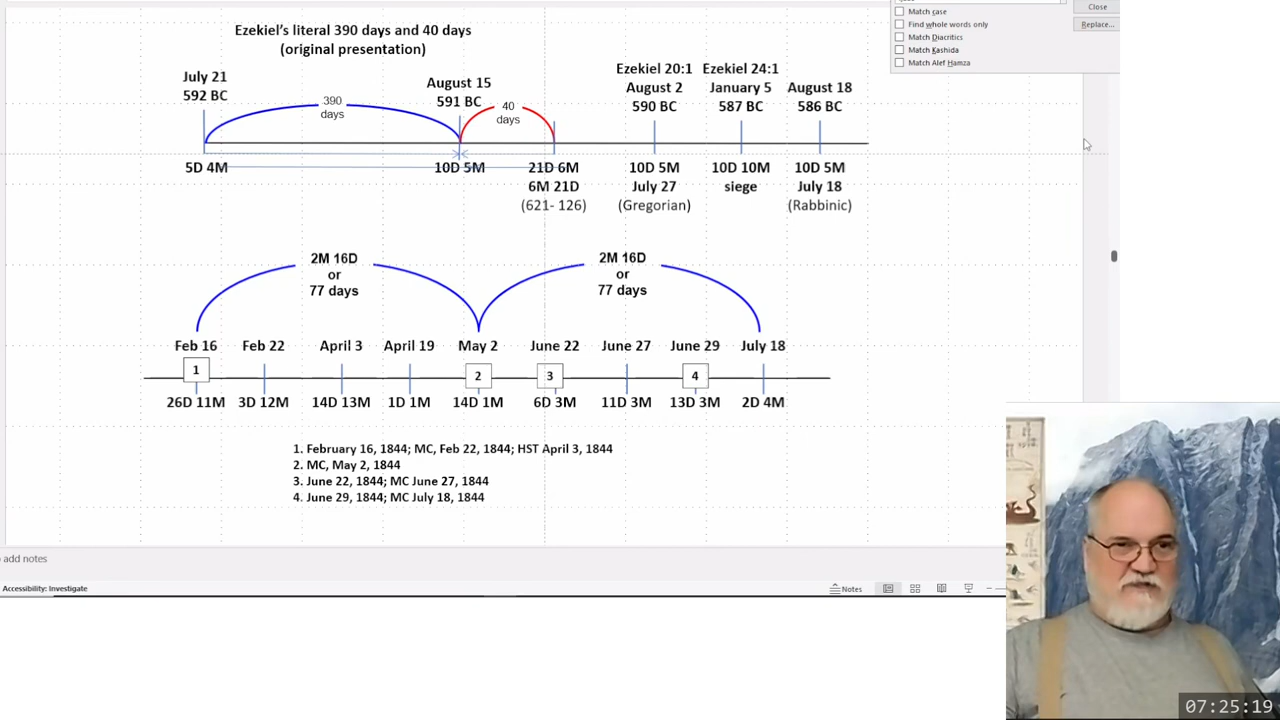 Close
Match case
Find whole words only
Replace...
Match Diacritics
Match Kashida
Match Alef Hamza
Ezekiel's literal 390 days and 40 days
(original presentation)
July 21
592 BC
390
days
August 15
591 BC
40
days
Ezekiel 20:1
August 2
590 BC
Ezekiel 24:1
January 5
587 BC
August 18
586 BC
5D 4M
10D 5M
21D 6M
6M 21D
(621- 126)
10D 5M
July 27
(Gregorian)
10D 10M
siege
10D 5M
July 18
(Rabbinic)
2M 16D
or
77 days
2M 16D
or
77 days
Feb 16 Feb 22 April 3 April 19 May 2 June 22 June 27 June 29 July 18
1 2 3 4
26D 11M 3D 12M 14D 13M 1D 1M 14D 1M 6D 3M 11D 3M 13D 3M 2D 4M
1. February 16, 1844; MC, Feb 22, 1844; HST April 3, 1844
2. MC, May 2, 1844
3. June 22, 1844; MC June 27, 1844
4. June 29, 1844; MC July 18, 1844
add notes
Accessibility: Investigate
Notes
07:25:19